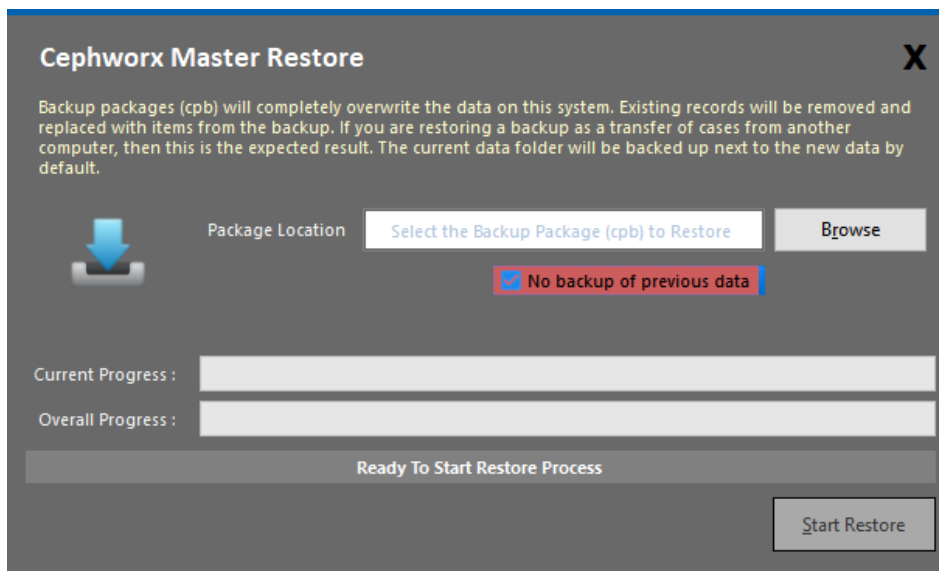 Cephworx Master Restore
X
Backup packages (cpb) will completely overwrite the data on this system. Existing records will be removed and
replaced with items from the backup. If you are restoring a backup as a transfer of cases from another
computer, then this is the expected result. The current data folder will be backed up next to the new data by
default.
Package Location
Select the Backup Package (cpb) to Restore
Browse
No backup of previous data
Current Progress :
Overall Progress :
Ready To Start Restore Process
Start Restore